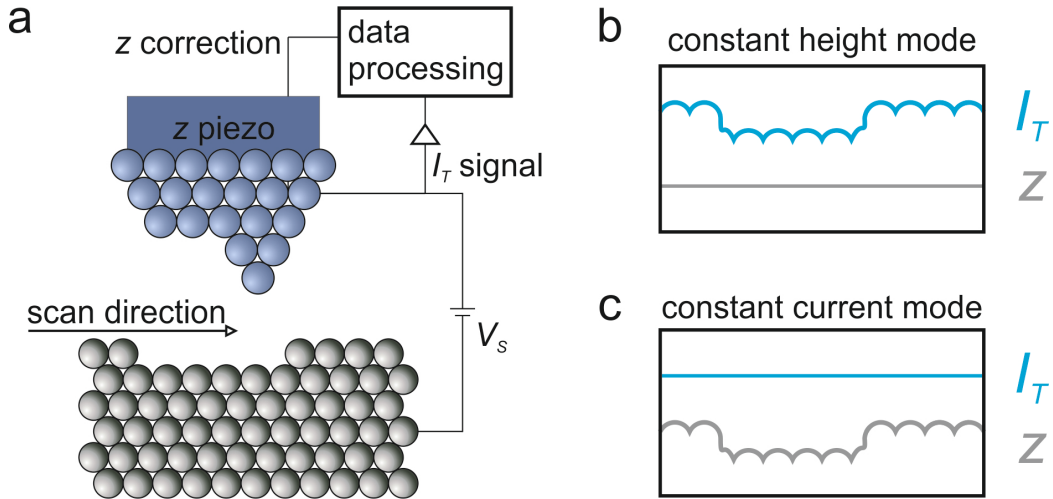 a
z correction
data
processing
z piezo
I_T signal
scan direction
V_S
b
constant height mode
I_T
z
c
constant current mode
I_T
z